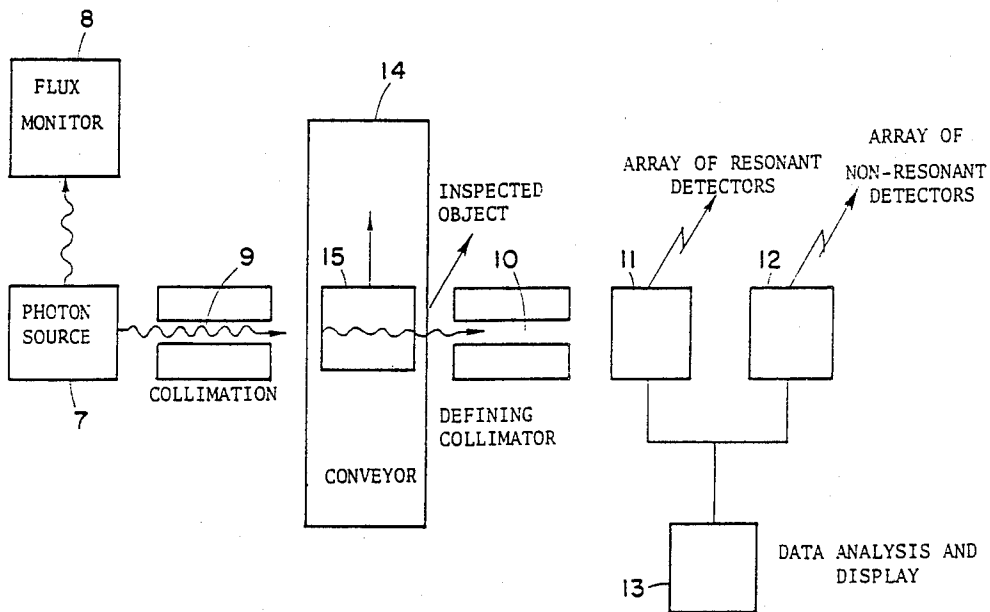 8
FLUX
MONITOR
14
ARRAY OF
NON-RESONANT
DETECTORS
ARRAY OF RESONANT
DETECTORS
INSPECTED
OBJECT
9
15
10
11
12
PHOTON
SOURCE
7
COLLIMATION
DEFINING
COLLIMATOR
CONVEYOR
13
DATA ANALYSIS AND
DISPLAY